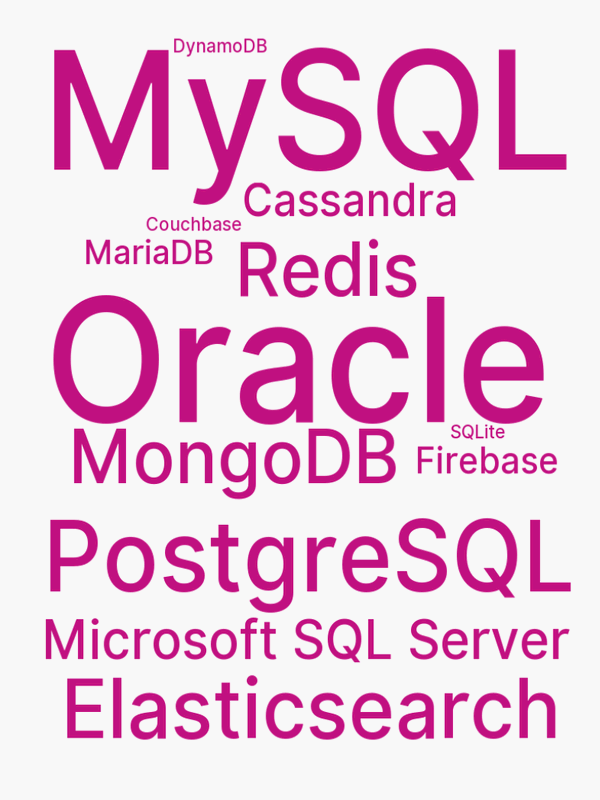 DynamoDB
MySQL
Cassandra
Couchbase
MariaDB
Redis
Oracle
MongoDB
SQLite
Firebase
PostgreSQL
Microsoft SQL Server
Elasticsearch